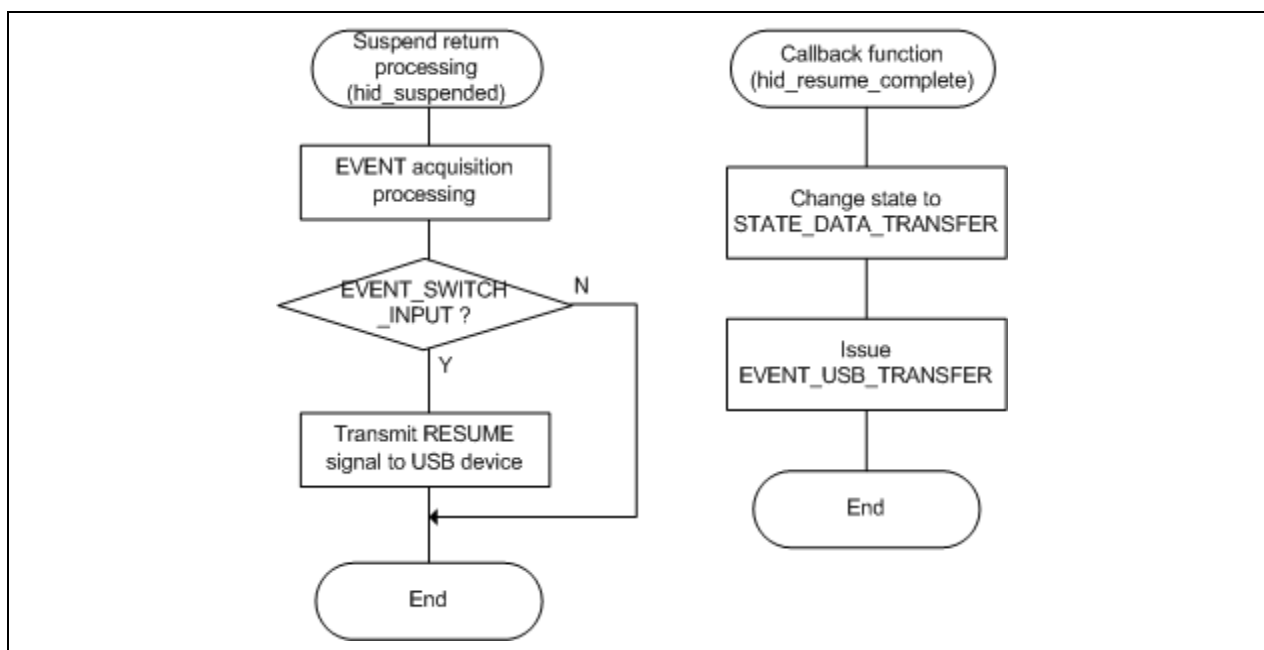 Suspend return
processing
(hid_suspended)
EVENT acquisition
processing
EVENT_SWITCH
_INPUT ?
N
Y
Transmit RESUME
signal to USB device
End
Callback function
(hid_resume_complete)
Change state to
STATE_DATA_TRANSFER
Issue
EVENT_USB_TRANSFER
End